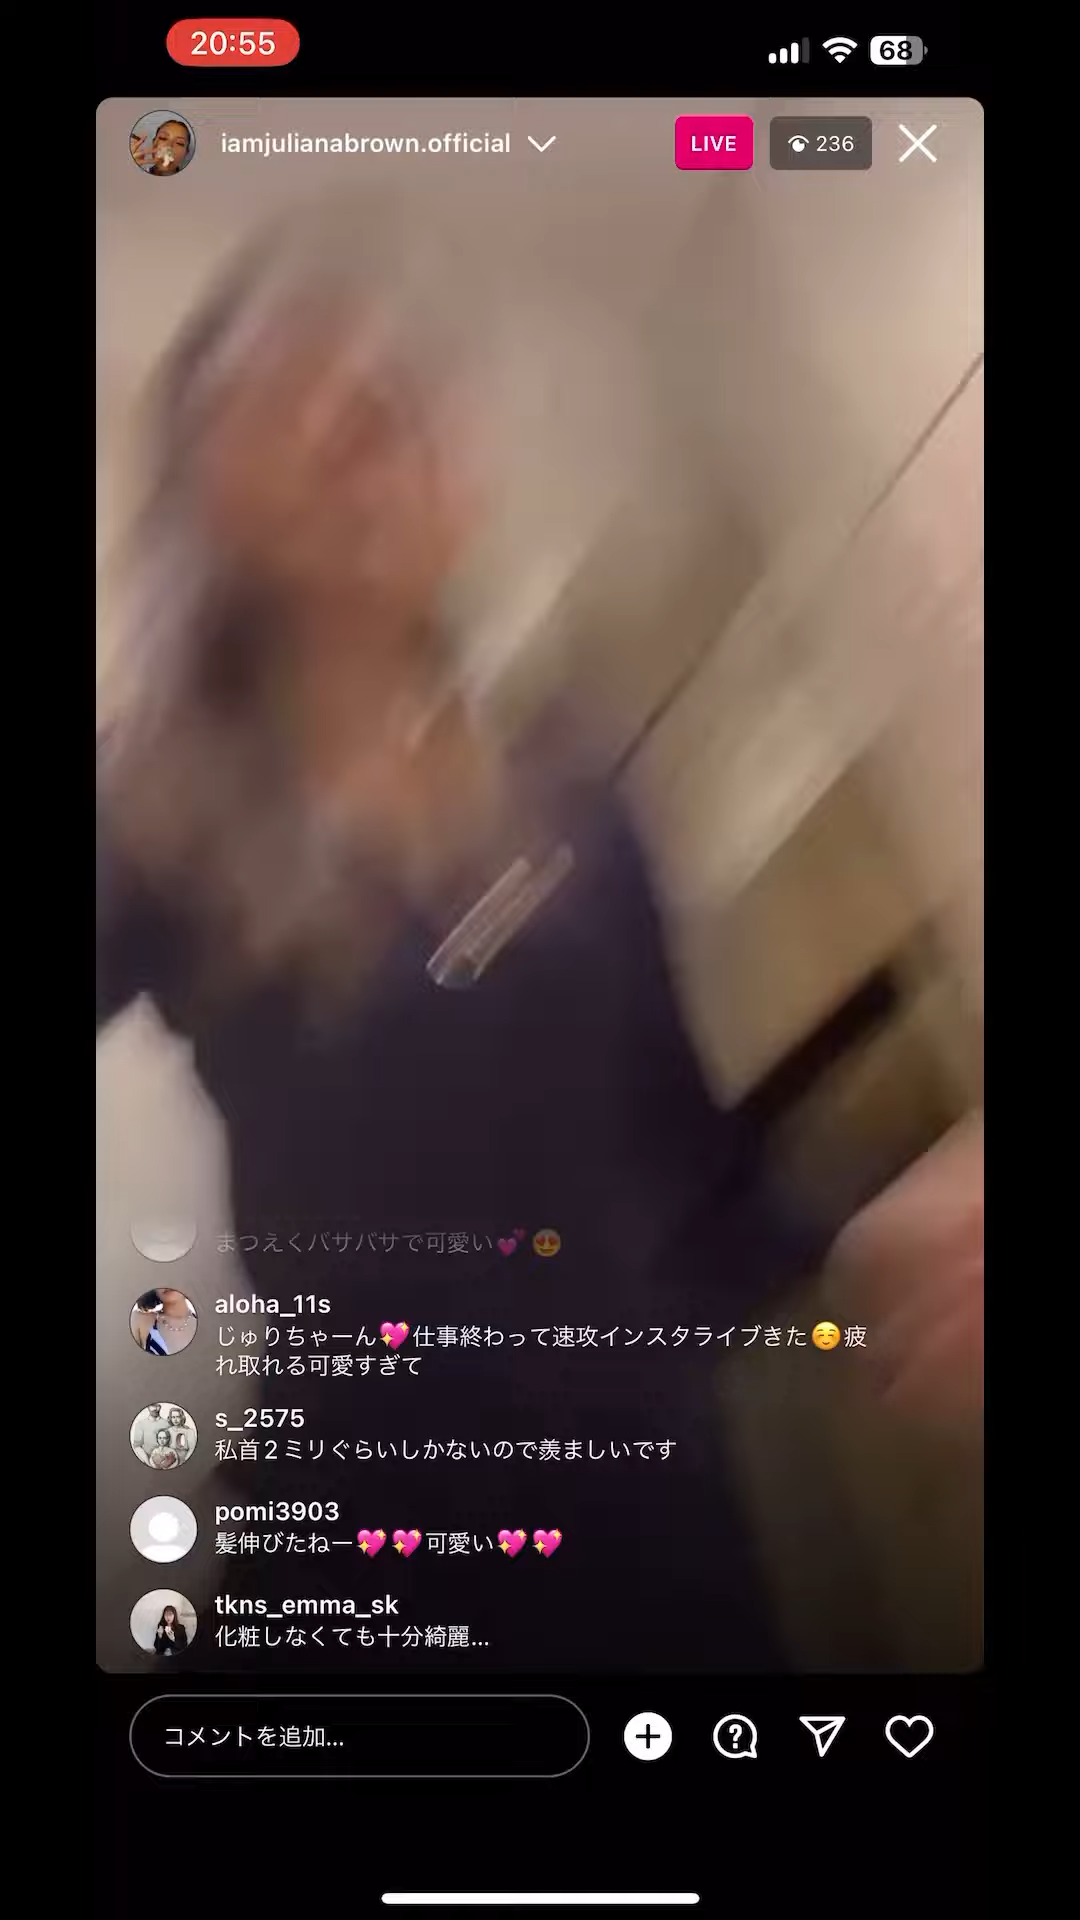 20:55
68
iamjulianabrown.official
LIVE
236
まつえくバサバサで可愛い💕😍
aloha_11s
じゅりちゃーん💖仕事終わって速攻インスタライブきた☺️疲
れ取れる可愛すぎて
s_2575
私首2ミリぐらいしかないので羨ましいです
pomi3903
髪伸びたねー💖💖可愛い💖💖
tkns_emma_sk
化粧しなくても十分綺麗...
コメントを追加...